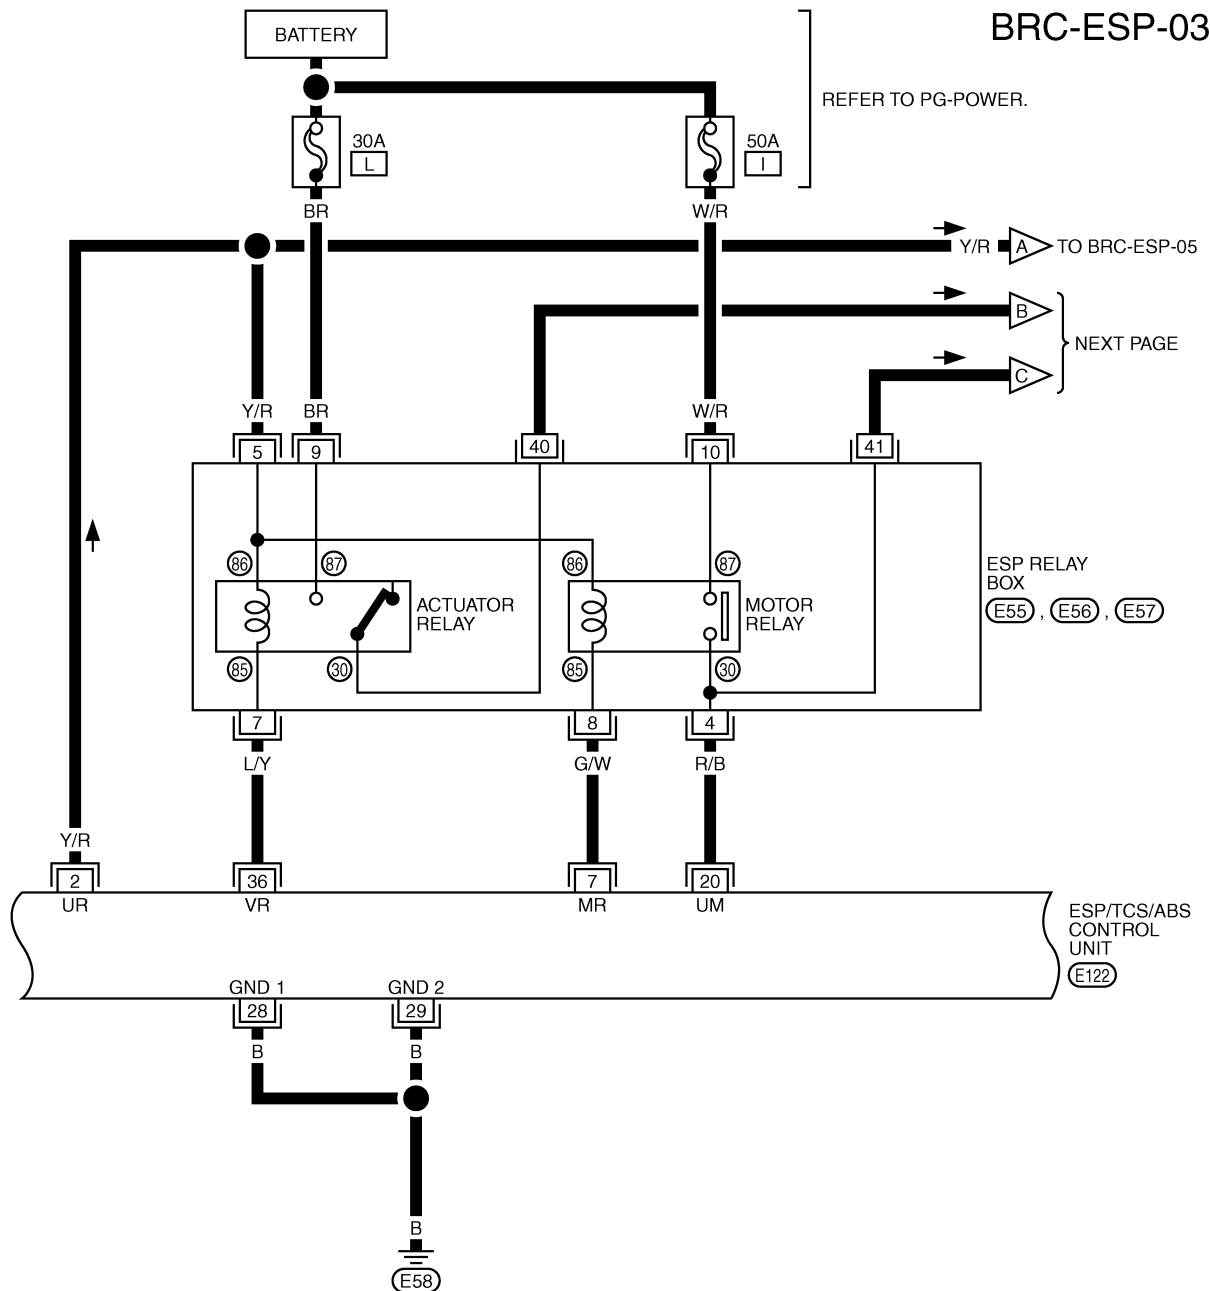 BRC-ESP-03
BATTERY
REFER TO PG-POWER.
30A
L
50A
I
BR
W/R
Y/R
A
TO BRC-ESP-05
B
NEXT PAGE
C
Y/R
BR
W/R
5
9
40
10
41
86
87
86
87
ESP RELAY
BOX
E55 , E56 , E57
ACTUATOR
RELAY
MOTOR
RELAY
85
30
85
30
7
8
4
L/Y
G/W
R/B
Y/R
2
36
7
20
UR
VR
MR
UM
ESP/TCS/ABS
CONTROL
UNIT
E122
GND 1
GND 2
28
29
B
B
B
E58